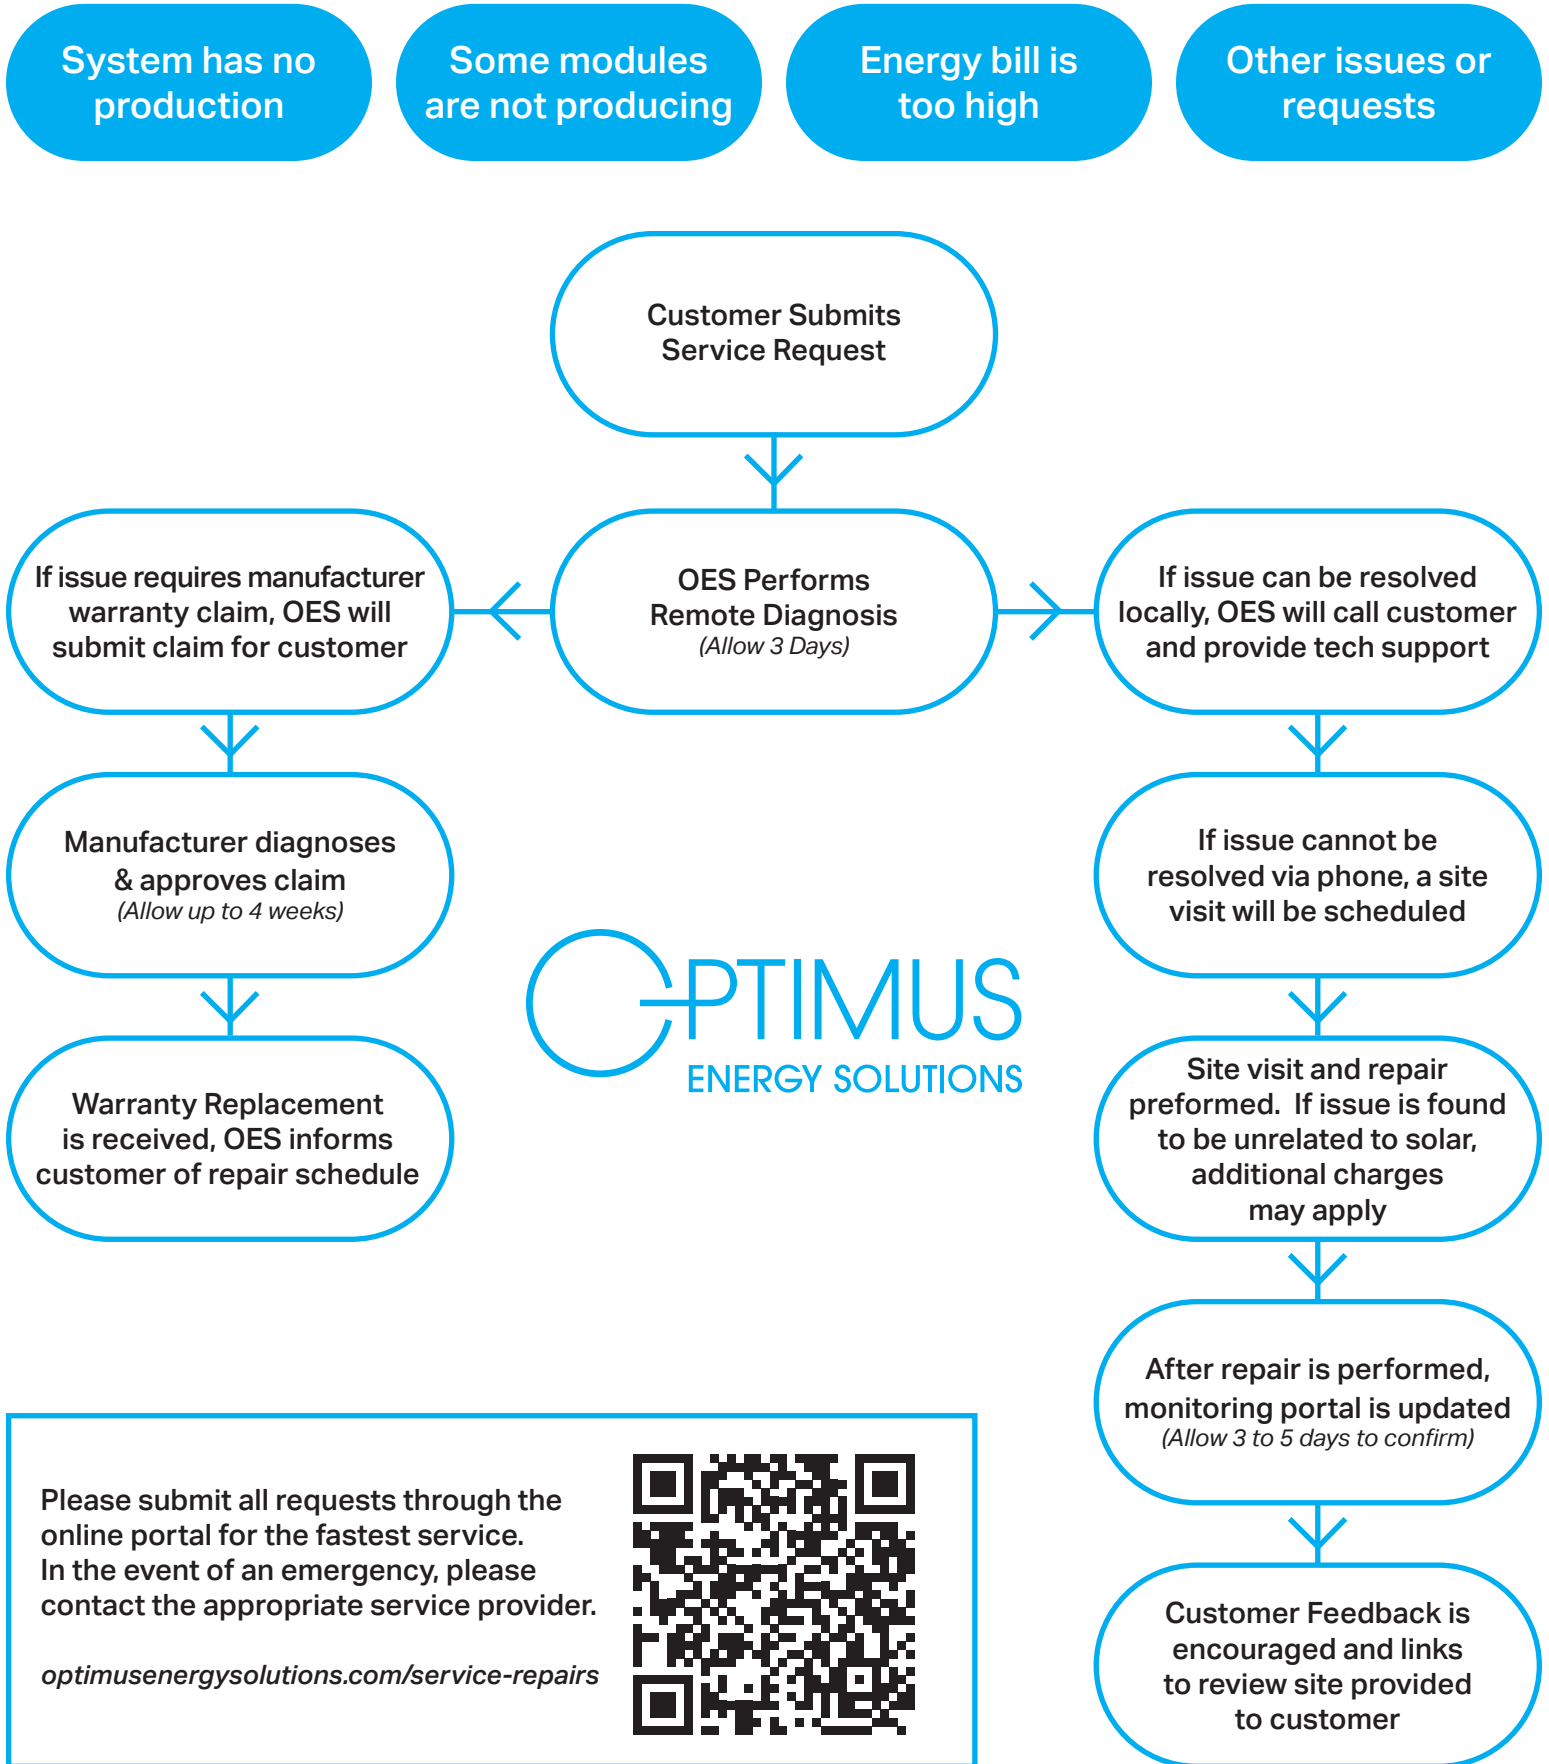 System has no
production
Some modules
are not producing
Energy bill is
too high
Other issues or
requests
Customer Submits
Service Request
If issue requires manufacturer
warranty claim, OES will
submit claim for customer
OES Performs
Remote Diagnosis
(Allow 3 Days)
If issue can be resolved
locally, OES will call customer
and provide tech support
Manufacturer diagnoses
& approves claim
(Allow up to 4 weeks)
If issue cannot be
resolved via phone, a site
visit will be scheduled
OPTIMUS
ENERGY SOLUTIONS
Warranty Replacement
is received, OES informs
customer of repair schedule
Site visit and repair
preformed.  If issue is found
to be unrelated to solar,
additional charges
may apply
After repair is performed,
monitoring portal is updated
(Allow 3 to 5 days to confirm)
Please submit all requests through the
online portal for the fastest service.
In the event of an emergency, please
contact the appropriate service provider.
optimusenergysolutions.com/service-repairs
Customer Feedback is
encouraged and links
to review site provided
to customer